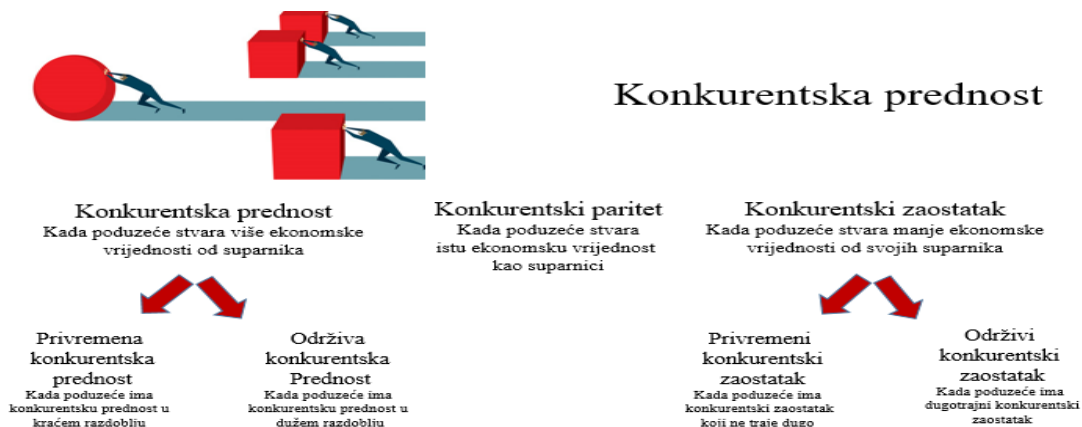 Konkurentska prednost
Konkurentska prednost
Kada poduzeće stvara više ekonomske
vrijednosti od suparnika
Konkurentski paritet
Kada poduzeće stvara
istu ekonomsku vrijednost
kao suparnici
Konkurentski zaostatak
Kada poduzeće stvara manje ekonomske
vrijednosti od svojih suparnika
Privremena
konkurentska
prednost
Kada poduzeće ima
konkurentsku prednost u
kraćem razdoblju
Održiva
konkurentska
Prednost
Kada poduzeće ima
konkurentsku prednost u
dužem razdoblju
Privremeni
konkurentski
zaostatak
Kada poduzeće ima
konkurentski zaostatak
koji ne traje dugo
Održivi
konkurentski
zaostatak
Kada poduzeće ima
dugotrajni konkurentski
zaostatak